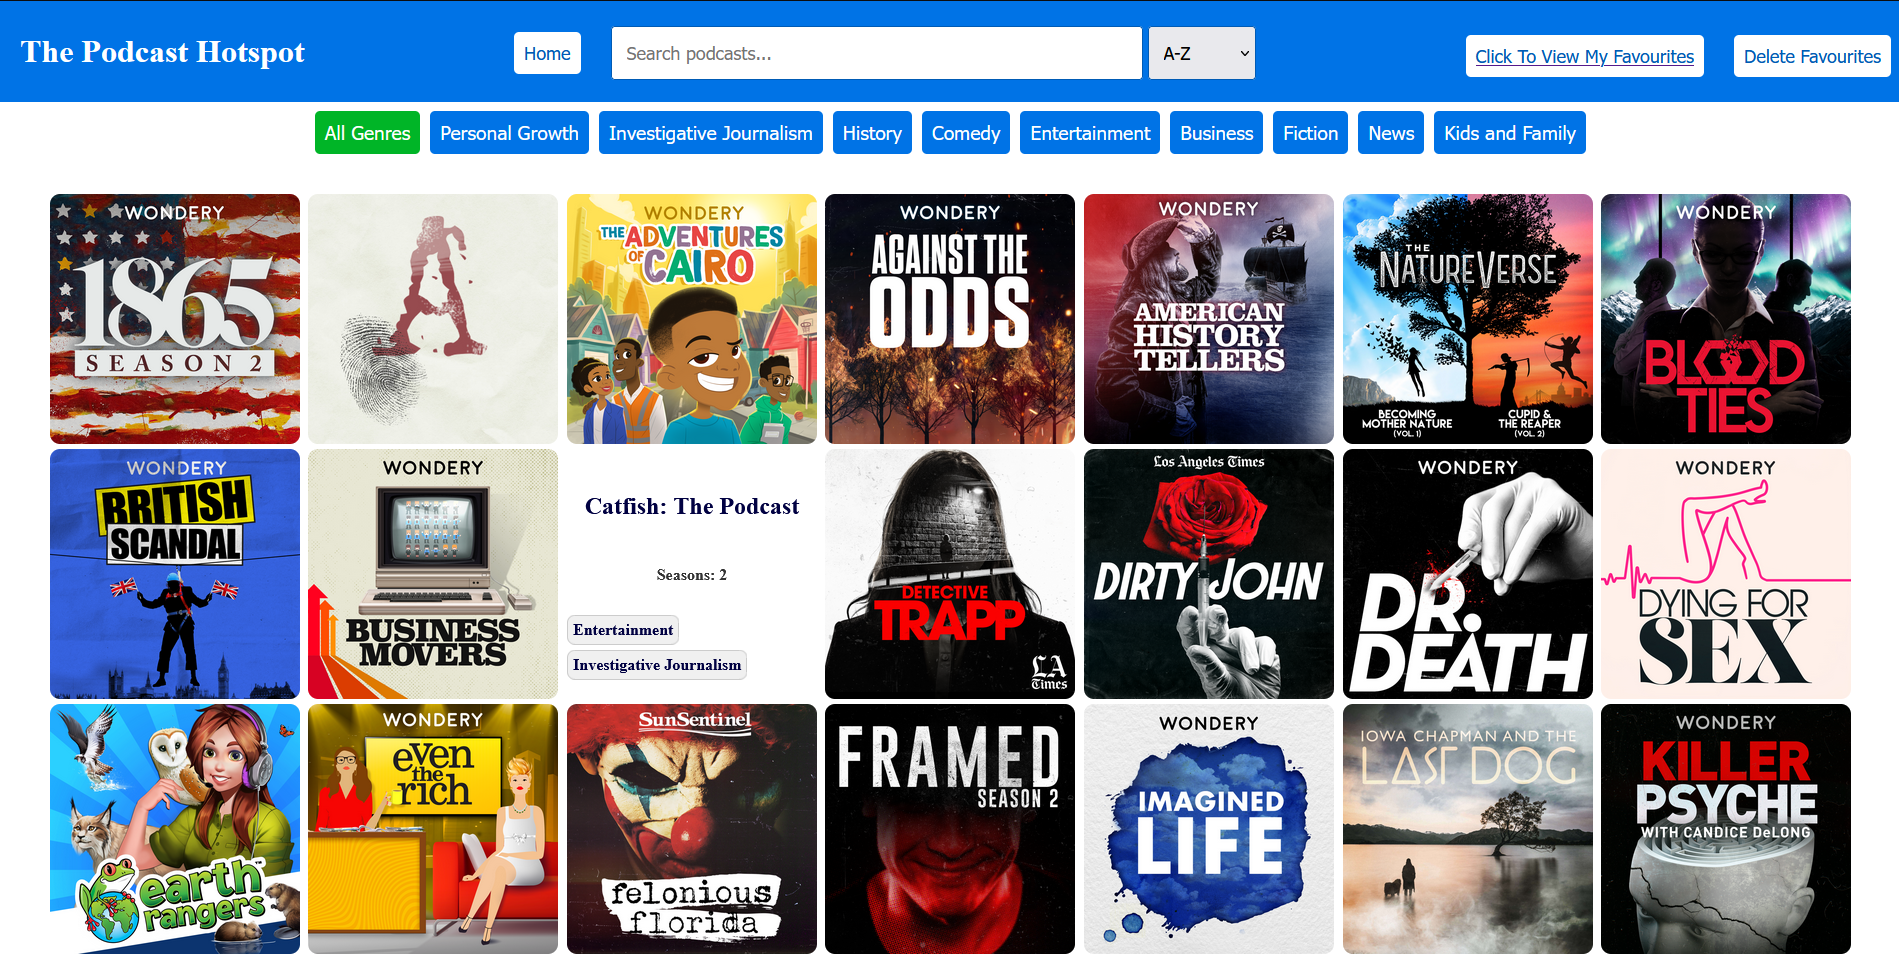 The Podcast Hotspot
Home
Search podcasts...
A-Z
Click To View My Favourites
Delete Favourites
All Genres
Personal Growth
Investigative Journalism
History
Comedy
Entertainment
Business
Fiction
News
Kids and Family
WONDERY
1865
SEASON 2
A
WONDERY
THE ADVENTURES
OF CAIRO
WONDERY
AGAINST THE
ODDS
WONDERY
AMERICAN
HISTORY
TELLERS
THE
NATUREVERSE
BECOMING
MOTHER NATURE
(VOL. 1)
CUPID &
THE REAPER
(VOL. 2)
WONDERY
BLOOD
TIES
WONDERY
BRITISH
SCANDAL
WONDERY
BUSINESS
MOVERS
Catfish: The Podcast
Seasons: 2
Entertainment
Investigative Journalism
DETECTIVE
TRAPP
LA
Times
Los Angeles Times
DIRTY JOHN
WONDERY
DR.
DEATH
WONDERY
DYING FOR
SEX
earth
rangers™
WONDERY
even
the
rich
SunSentinel
felonious
florida
FRAMED
SEASON 2
WONDERY
IMAGINED
LIFE
IOWA CHAPMAN AND THE
LAST DOG
WONDERY
KILLER
PSYCHE
WITH CANDICE DeLONG